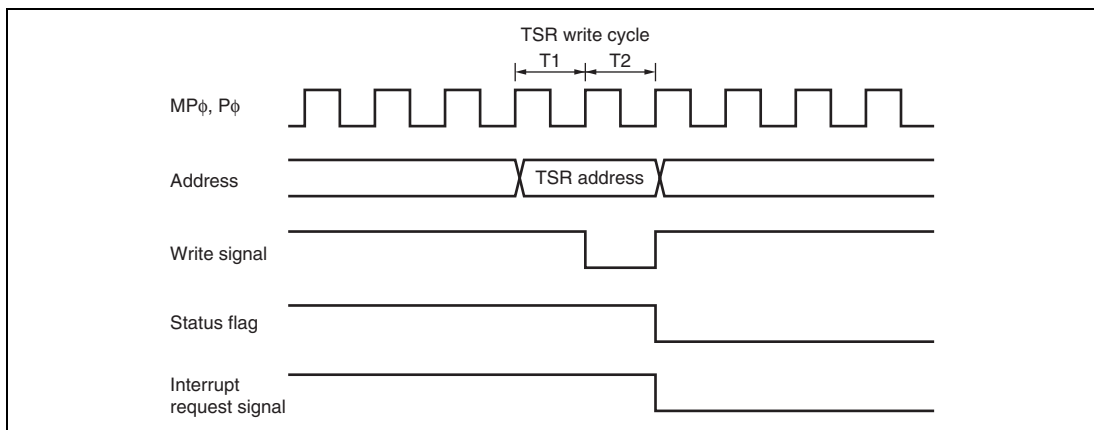 TSR write cycle
T1 T2
MPϕ, Pϕ
Address
TSR address
Write signal
Status flag
Interrupt
request signal